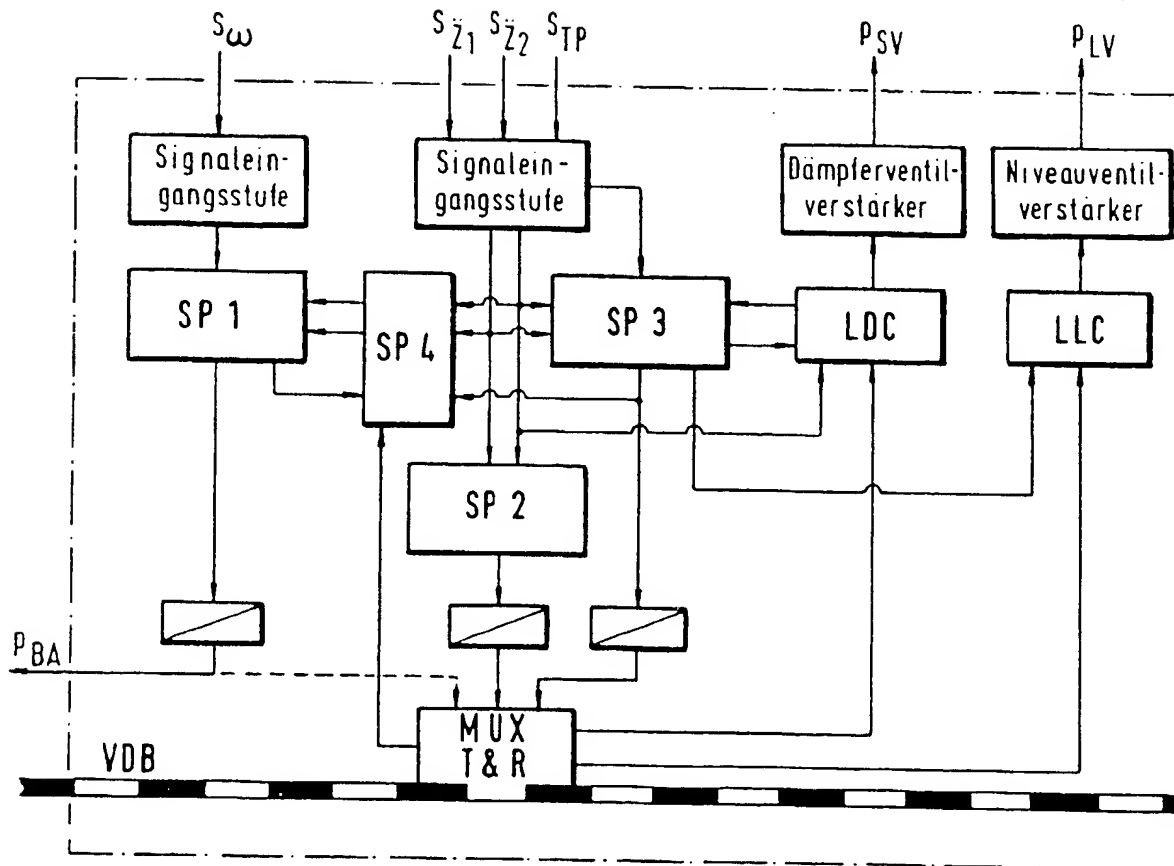 Sω SZ̈1 SZ̈2 STP PSV PLV
Signalein-
gangsstufe
Signalein-
gangsstufe
Dämpferventil-
verstärker
Niveauventil-
verstärker
SP 1
SP 4
SP 3
LDC
LLC
SP 2
PBA
MUX
T & R
VDB